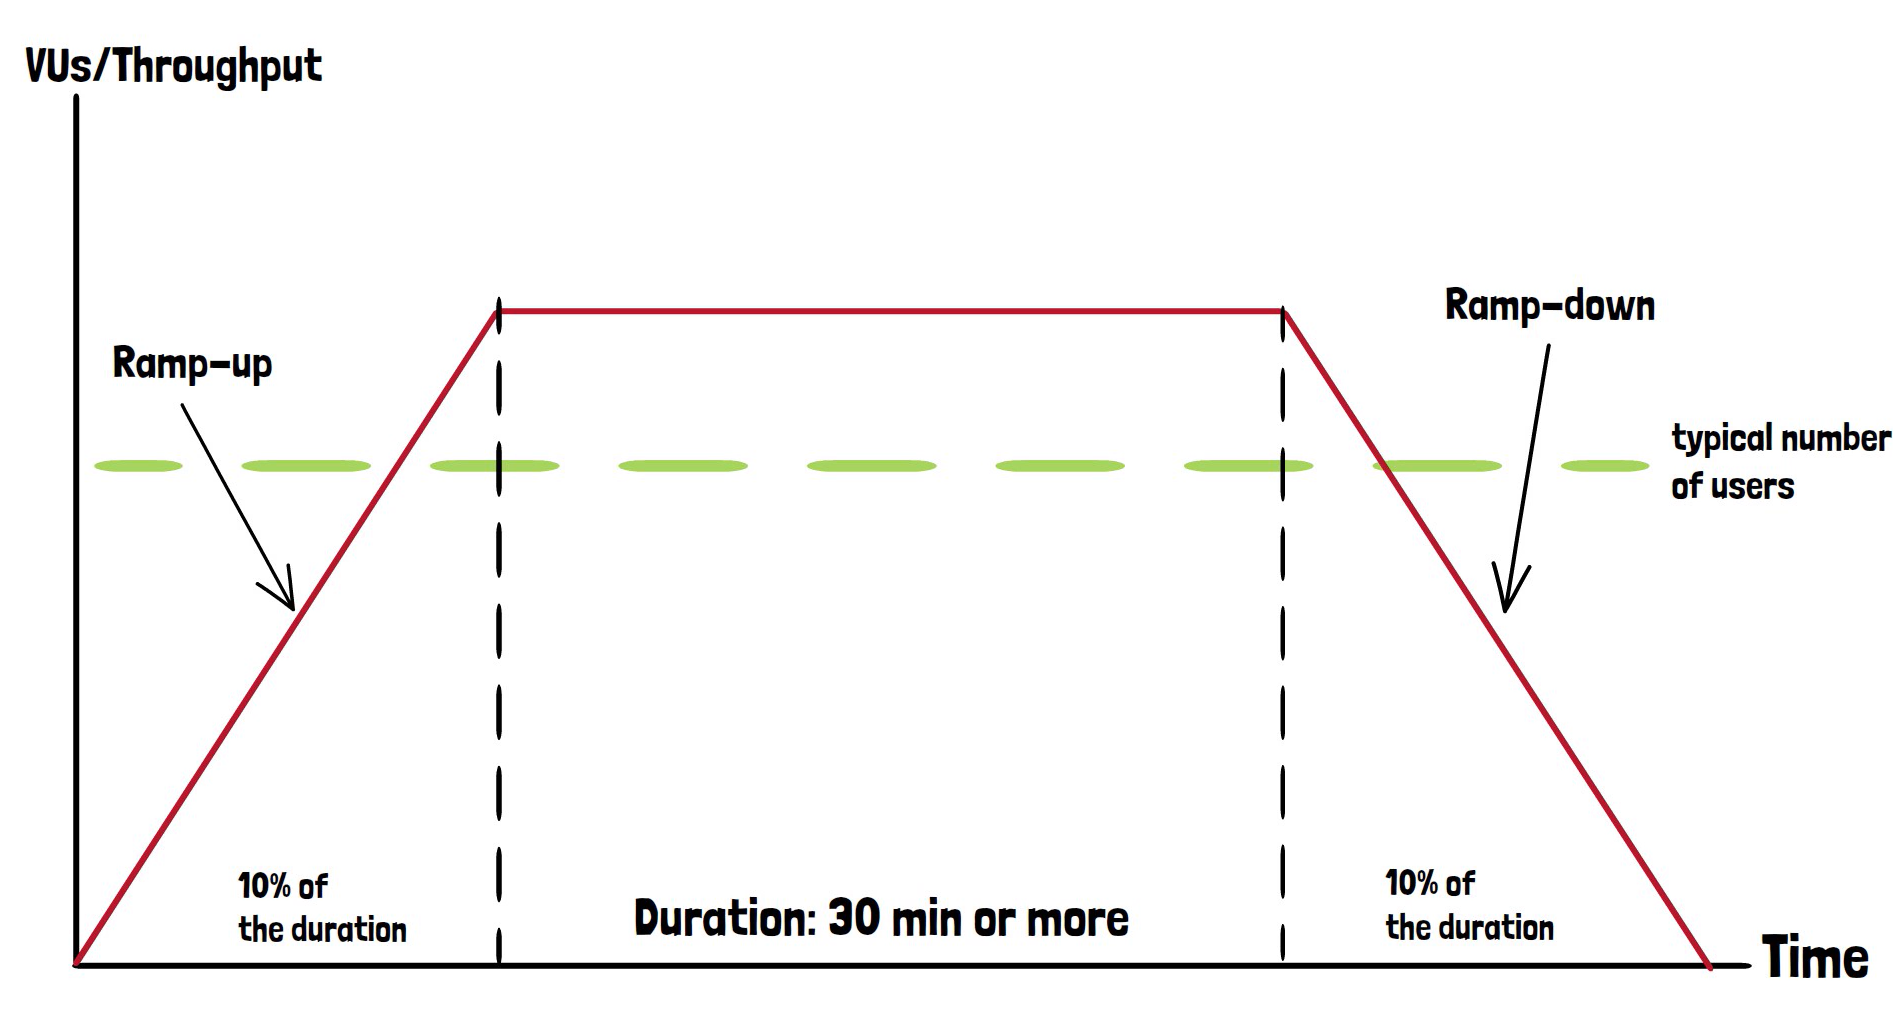 VUs/Throughput
Ramp-up
Ramp-down
typical number
of users
10% of
the duration
Duration: 30 min or more
10% of
the duration
Time